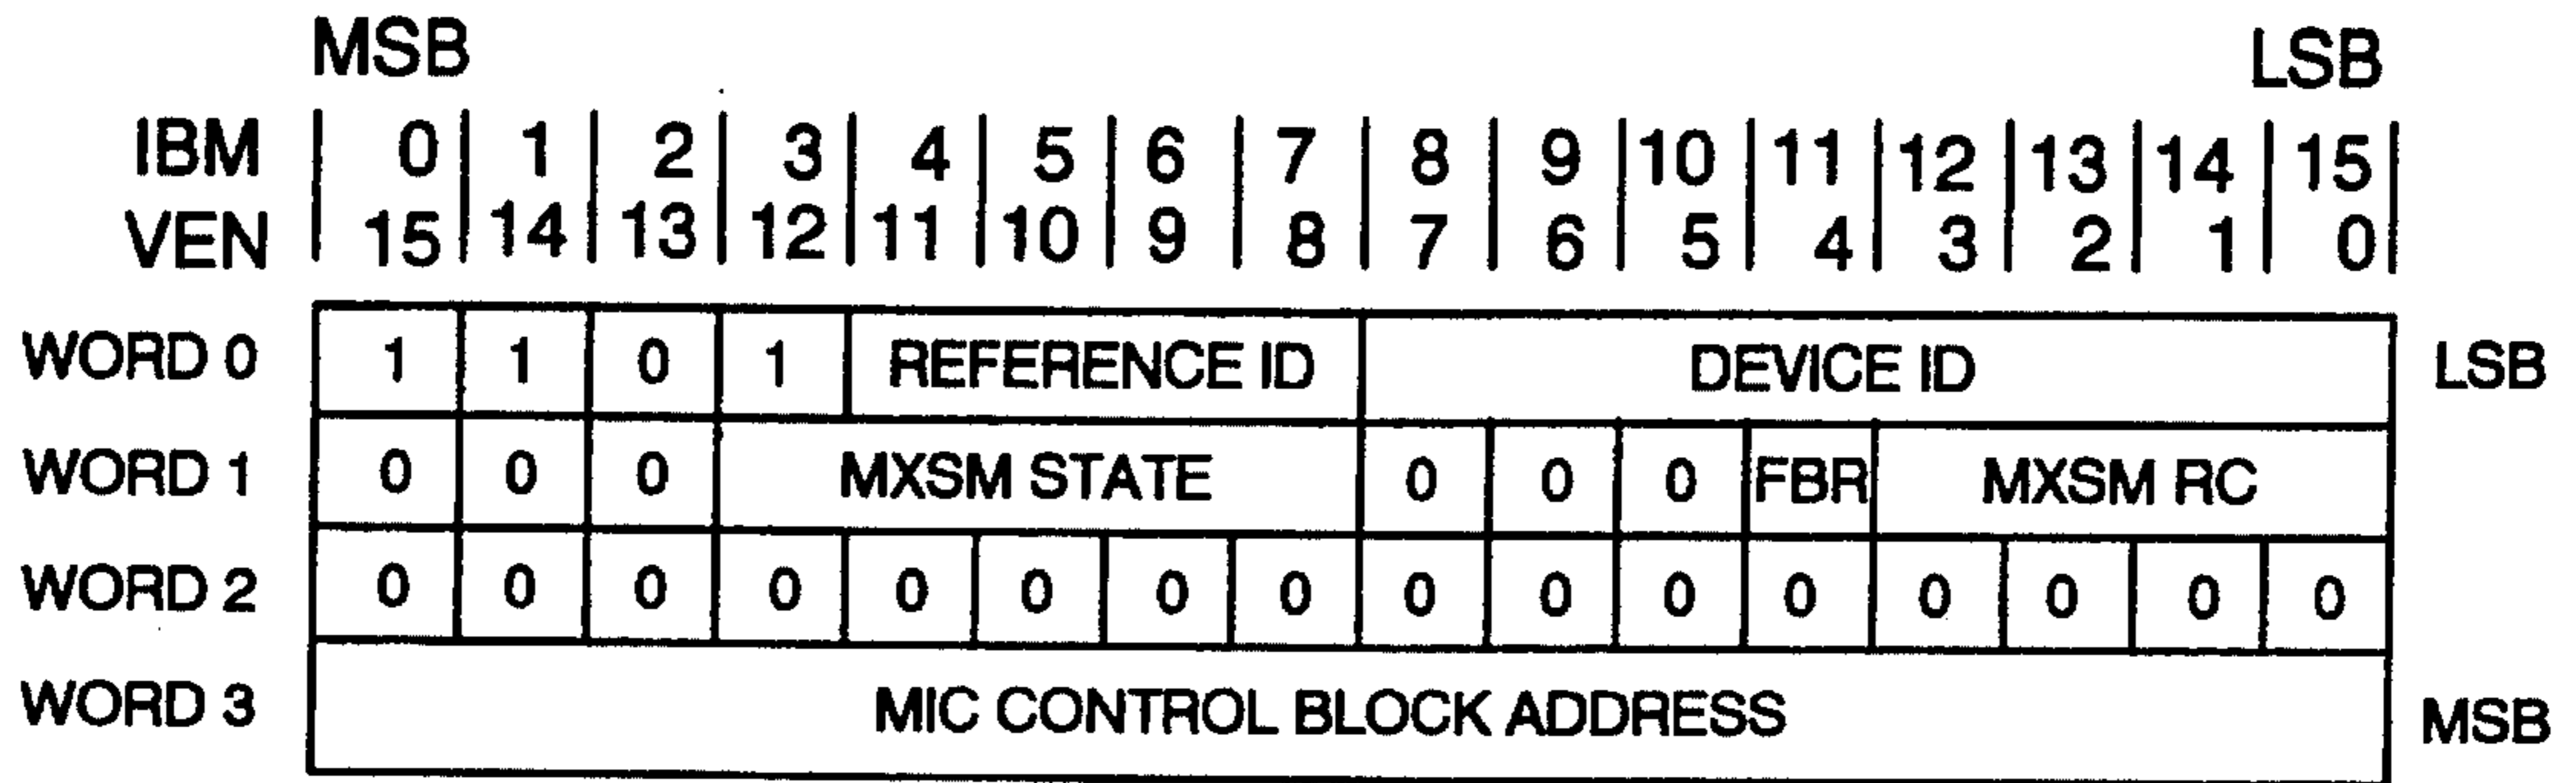 MSB LSB
IBM 0 1 2 3 4 5 6 7 8 9 10 11 12 13 14 15
VEN 15 14 13 12 11 10 9 8 7 6 5 4 3 2 1 0
WORD 0 1 1 0 1 REFERENCE ID DEVICE ID LSB
WORD 1 0 0 0 MXSM STATE 0 0 0 FBR MXSM RC
WORD 2 0 0 0 0 0 0 0 0 0 0 0 0 0 0 0 0
WORD 3 MIC CONTROL BLOCK ADDRESS MSB